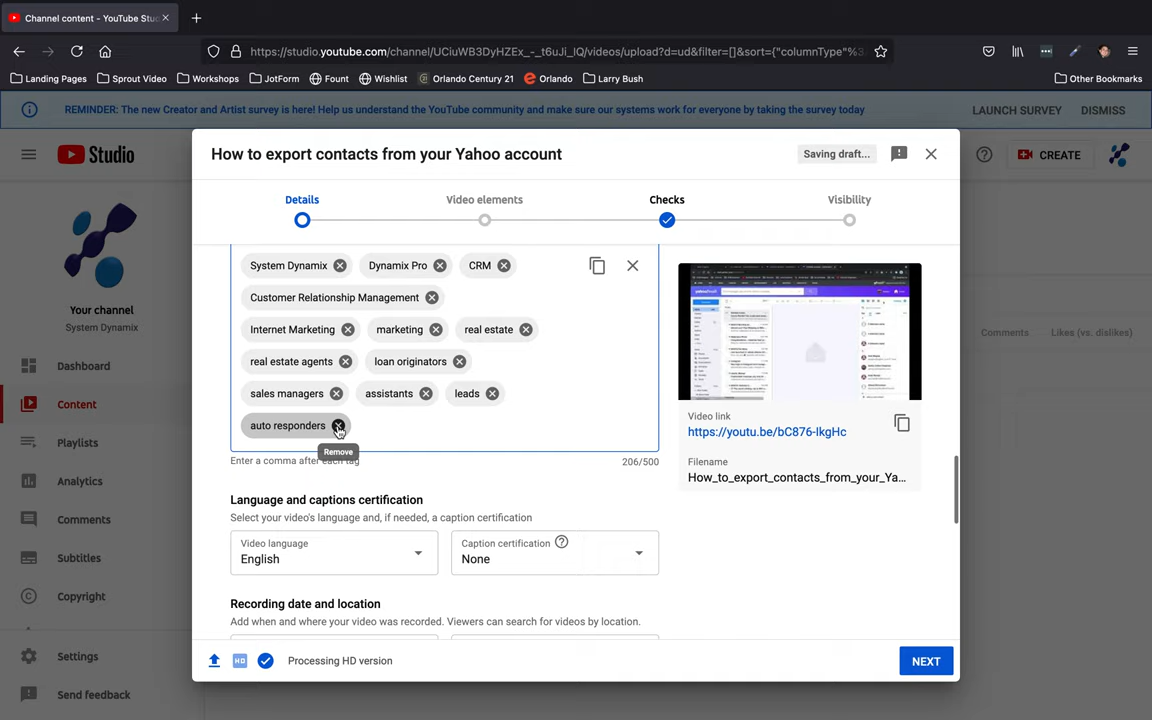 Channel content - YouTube Stu
https://studio.youtube.com/channel/UCiuWB3DyHZEx_-_t6uJi_lQ/videos/upload?d=ud&filter=[]&sort={"columnType"%3
Landing Pages Sprout Video Workshops JotForm Fount Wishlist Orlando Century 21 Orlando Larry Bush Other Bookmarks
REMINDER: The new Creator and Artist survey is here! Help us understand the YouTube community and make sure our systems work for everyone by taking the survey today LAUNCH SURVEY DISMISS
Studio
CREATE
Your channel
System Dynamix
Dashboard
Content
Playlists
Analytics
Comments
Subtitles
Copyright
Settings
Send feedback
Comments Likes (vs. dislikes)
How to export contacts from your Yahoo account
Saving draft...
Details Video elements Checks Visibility
System Dynamix Dynamix Pro CRM
Customer Relationship Management
Internet Marketing marketing real estate
real estate agents loan originators
sales managers assistants leads
auto responders
Remove
Enter a comma after each tag 206/500
Language and captions certification
Select your video's language and, if needed, a caption certification
Video language
English
Caption certification
None
Recording date and location
Add when and where your video was recorded. Viewers can search for videos by location.
Video link
https://youtu.be/bC876-lkgHc
Filename
How_to_export_contacts_from_your_Ya...
HD Processing HD version
NEXT